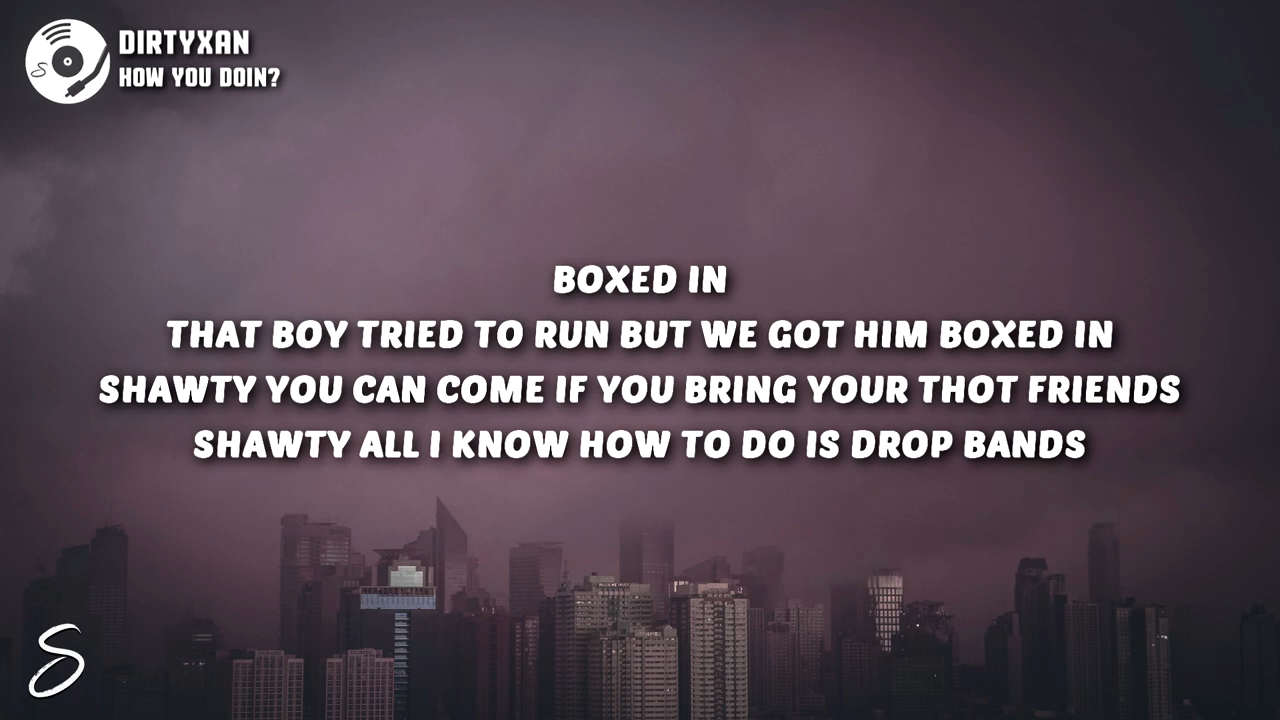 DIRTYXAN
HOW YOU DOIN?
BOXED IN
THAT BOY TRIED TO RUN BUT WE GOT HIM BOXED IN
SHAWTY YOU CAN COME IF YOU BRING YOUR THOT FRIENDS
SHAWTY ALL I KNOW HOW TO DO IS DROP BANDS
S